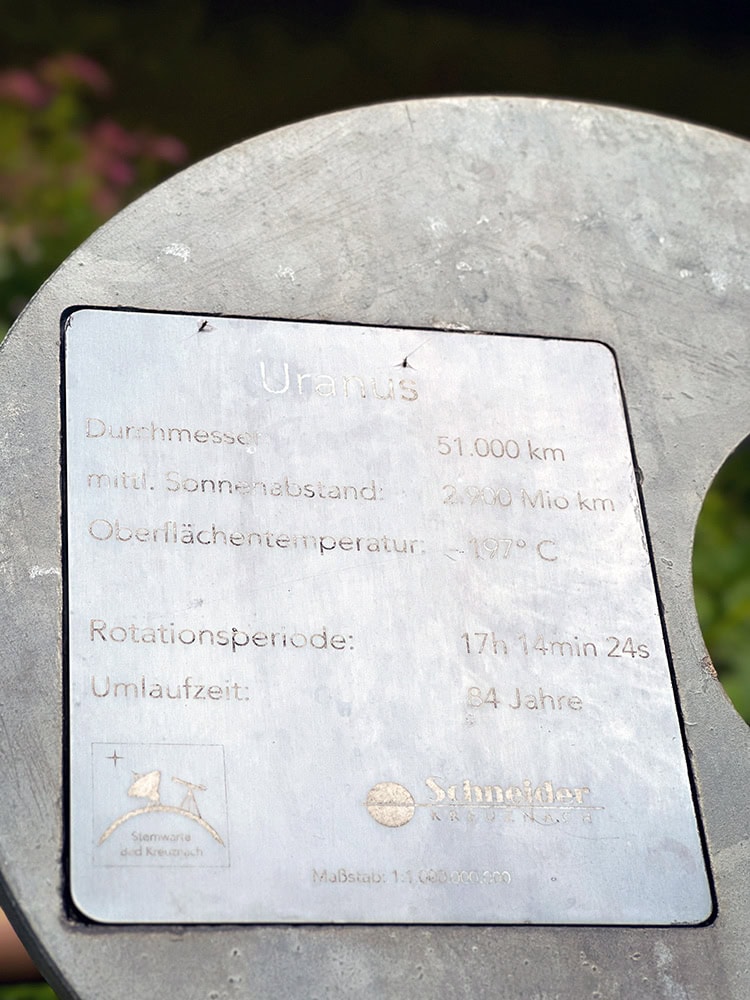 Uranus
Durchmesser
51.000 km
mittl. Sonnenabstand: 2.900 Mio km
Oberflächentemperatur: -197° C
Rotationsperiode: 17h 14min 24s
Umlaufzeit: 84 Jahre
Sternwarte
Bad Kreuznach
Schneider
KREUZNACH
Maßstab: 1:1.000.000.000